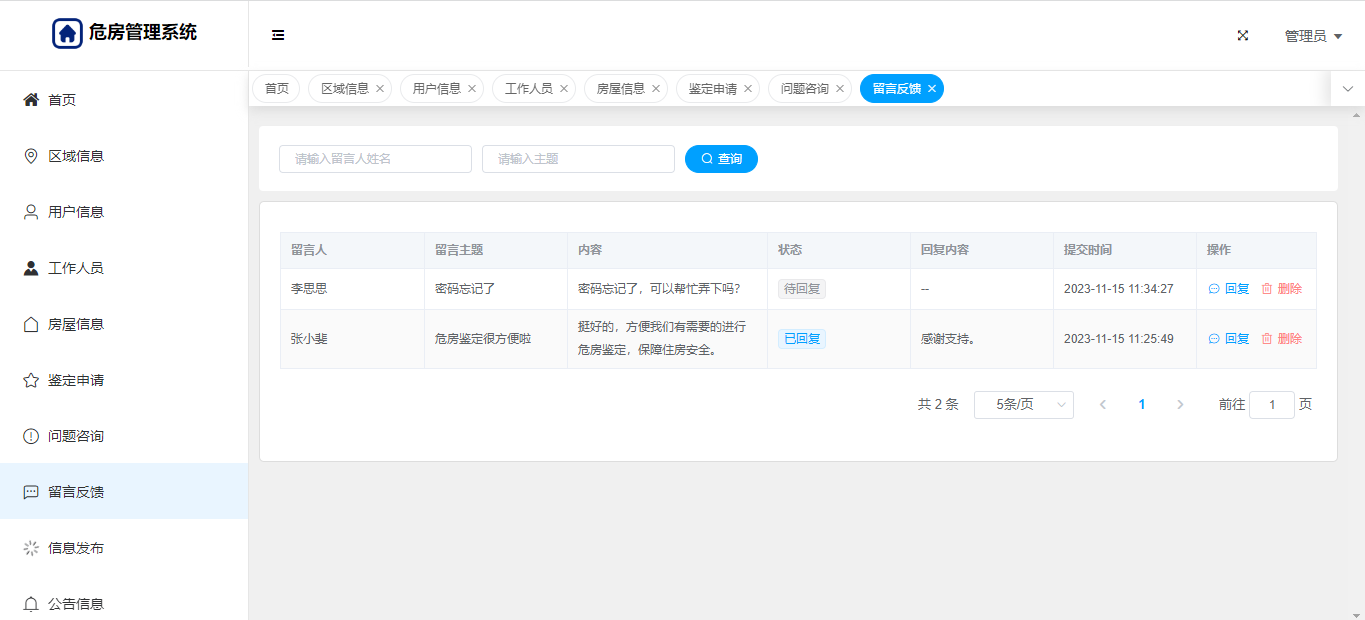 危房管理系统
管理员
首页 区域信息 用户信息 工作人员 房屋信息 鉴定申请 问题咨询 留言反馈
首页
区域信息
用户信息
工作人员
房屋信息
鉴定申请
问题咨询
留言反馈
信息发布
公告信息
请输入留言人姓名 请输入主题 查询
留言人 留言主题 内容 状态 回复内容 提交时间 操作
李思思 密码忘记了 密码忘记了，可以帮忙弄下吗? 待回复 -- 2023-11-15 11:34:27 回复 删除
张小斐 危房鉴定很方便啦 挺好的，方便我们有需要的进行
危房鉴定，保障住房安全。 已回复 感谢支持。 2023-11-15 11:25:49 回复 删除
共 2 条 5条/页 1 前往 1 页